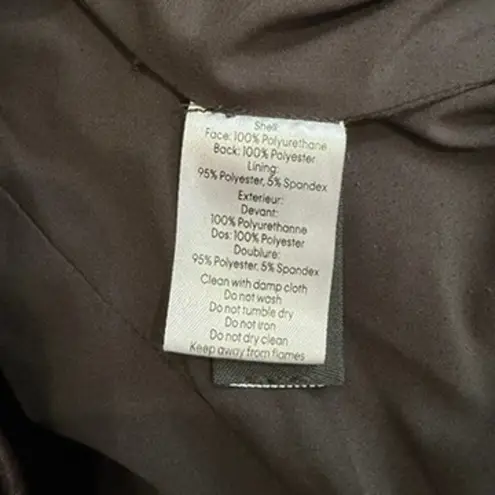 Shell:
Face: 100% Polyurethane
Back: 100% Polyester
Lining:
95% Polyester, 5% Spandex
Exterieur:
Devant:
100% Polyurethanne
Dos: 100% Polyester
Doublure:
95% Polyester, 5% Spandex
Clean with damp cloth
Do not wash
Do not tumble dry
Do not iron
Do not dry clean
Keep away from flames